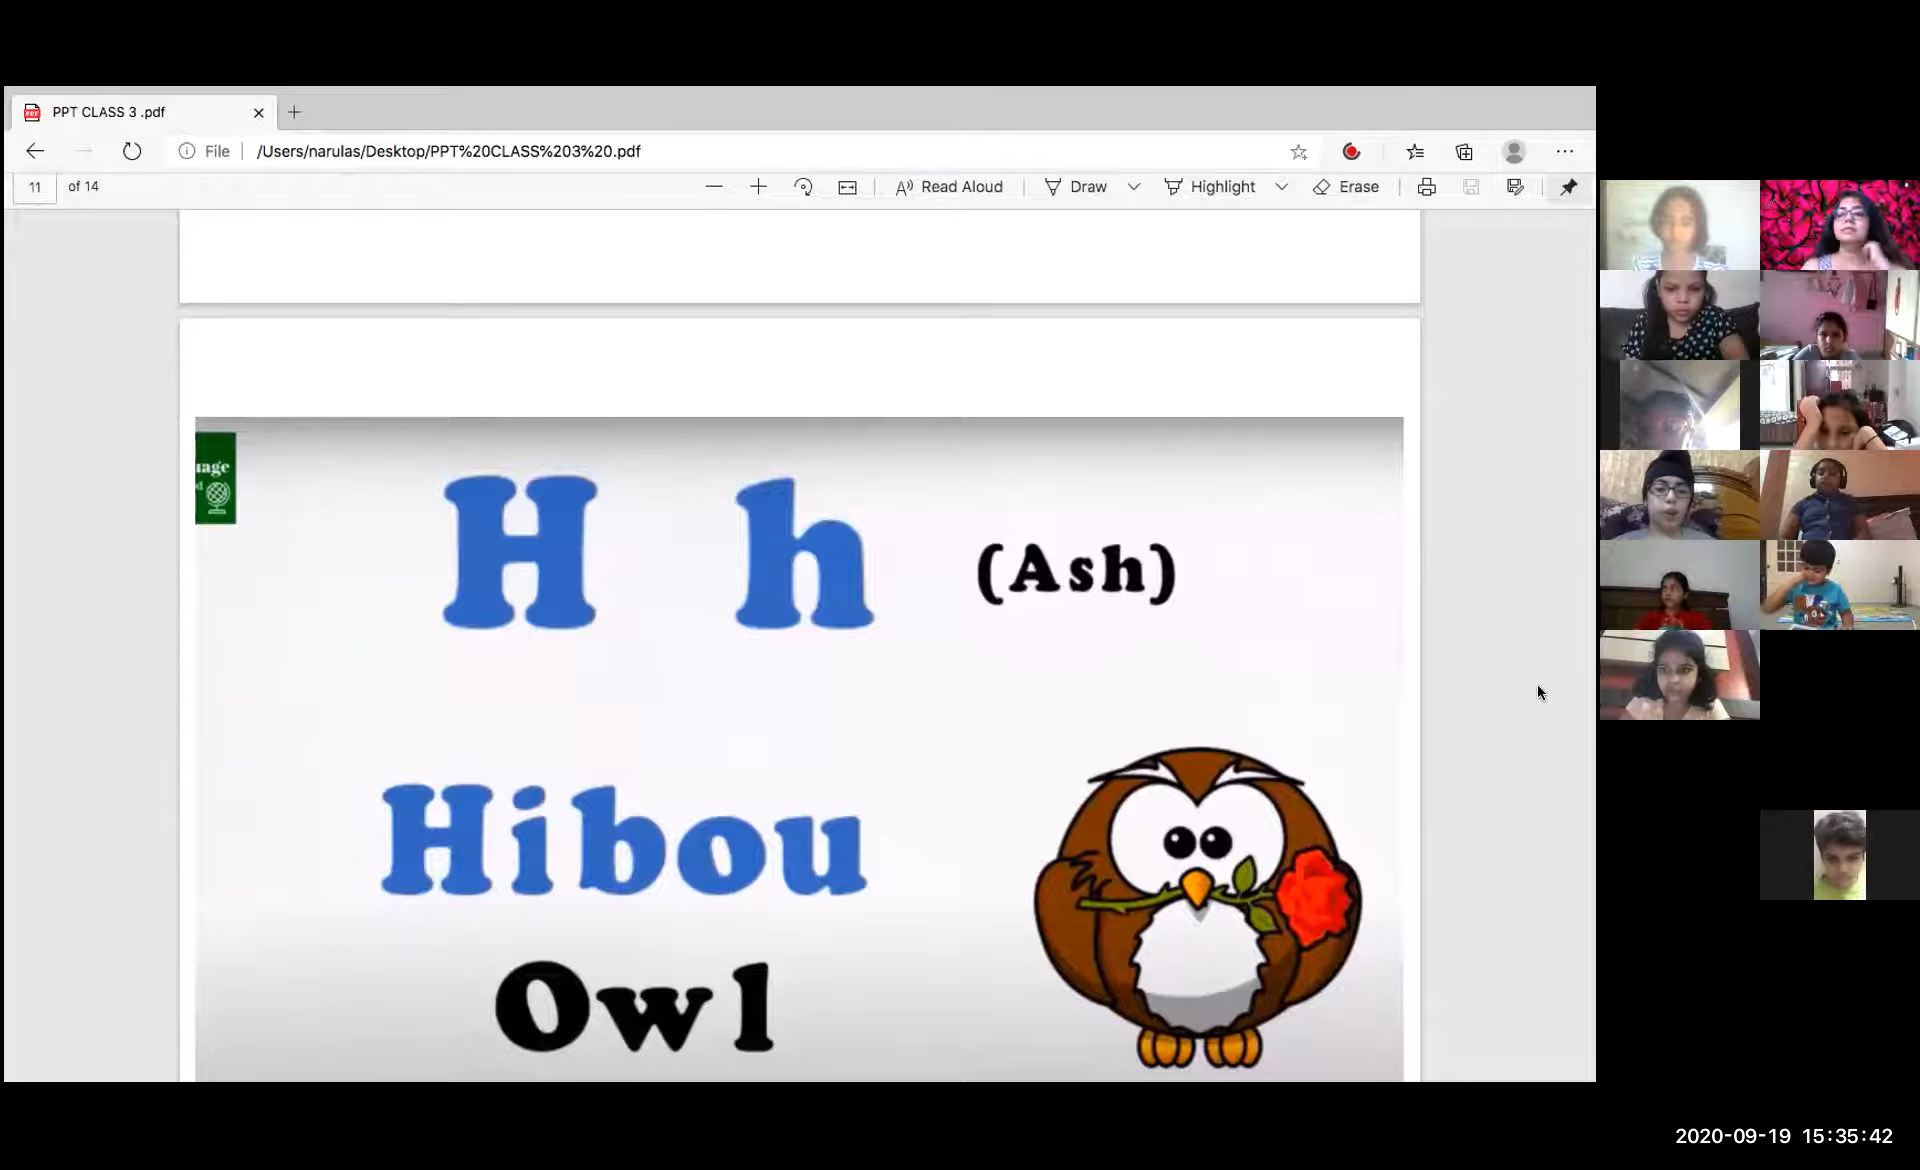 PPT CLASS 3 .pdf
File /Users/narulas/Desktop/PPT%20CLASS%203%20.pdf
11 of 14 Read Aloud Draw Highlight Erase
H h (Ash)
Hibou
Owl
2020-09-19 15:35:42